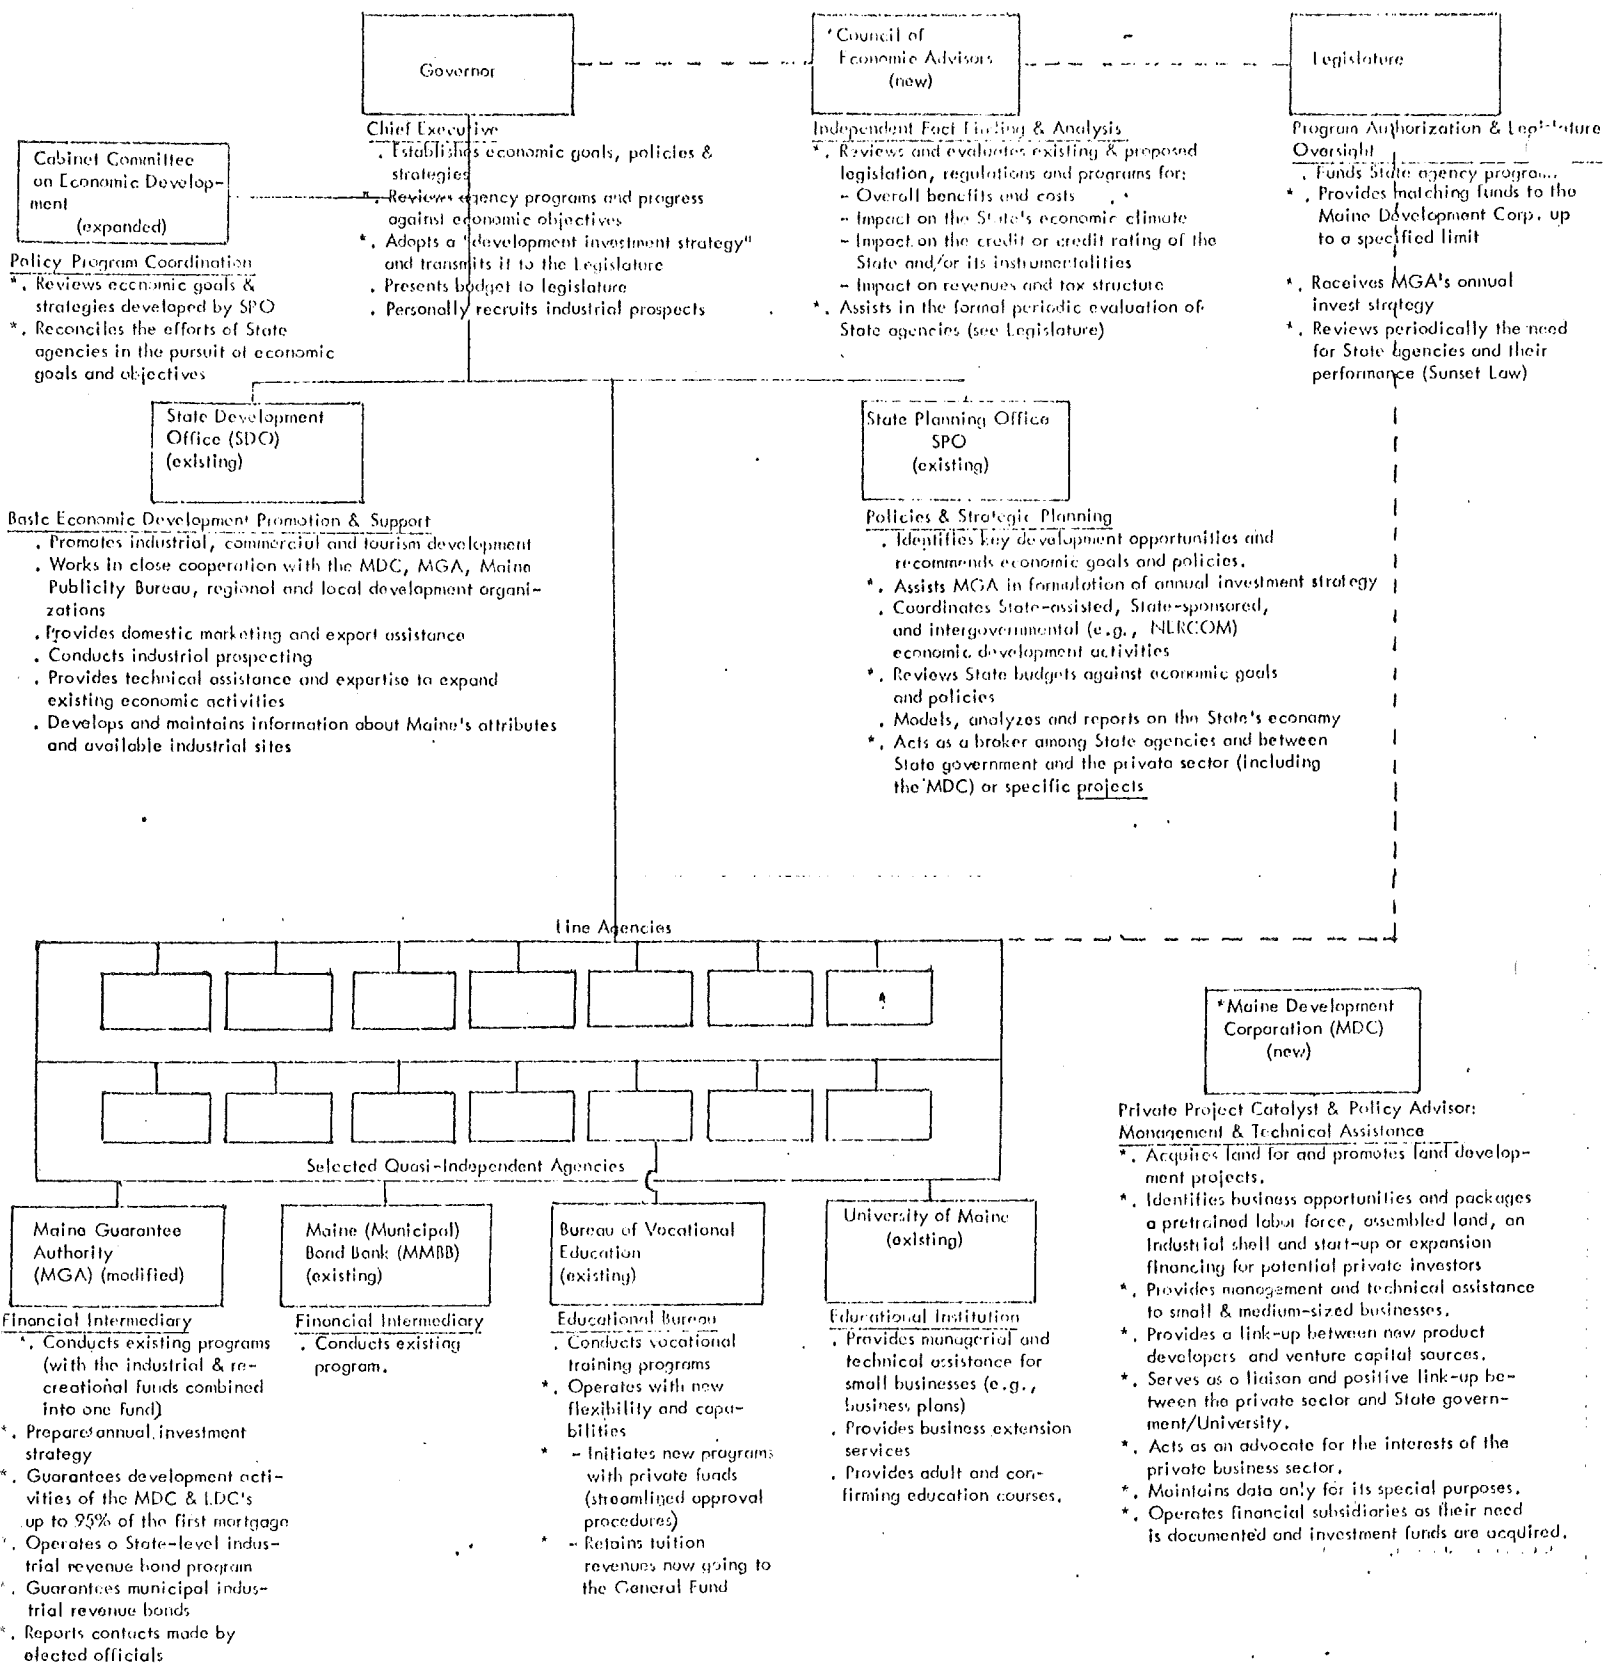 Governor
*Council of
Economic Advisors
(new)
Legislature
Chief Executive
. Establishes economic goals, policies &
strategies
*. Reviews agency programs and progress
against economic objectives
*. Adopts a "development investment strategy"
and transmits it to the Legislature
. Presents budget to legislature
. Personally recruits industrial prospects
Independent Fact Finding & Analysis
*. Reviews and evaluates existing & proposed
legislation, regulations and programs for:
- Overall benefits and costs
- Impact on the State's economic climate
- Impact on the credit or credit rating of the
State and/or its instrumentalities
- Impact on revenues and tax structure
*. Assists in the formal periodic evaluation of
State agencies (see Legislature)
Program Authorization & Legislature
Oversight
. Funds State agency
*. Provides matching funds to the
Maine Development Corp. up
to a specified limit
*. Receives MGA's annual
invest strategy
*. Reviews periodically the need
for State agencies and their
performance (Sunset Law)
Cabinet Committee
on Economic Develop-
ment
(expanded)
Policy Program Coordination
*. Reviews economic goals &
strategies developed by SPO
*. Reconciles the efforts of State
agencies in the pursuit of economic
goals and objectives
State Development
Office (SDO)
(existing)
Basic Economic Development Promotion & Support
. Promotes industrial, commercial and tourism development
. Works in close cooperation with the MDC, MGA, Maine
Publicity Bureau, regional and local development organi-
zations
. Provides domestic marketing and export assistance
. Conducts industrial prospecting
. Provides technical assistance and expertise to expand
existing economic activities
. Develops and maintains information about Maine's attributes
and available industrial sites
State Planning Office
SPO
(existing)
Policies & Strategic Planning
. Identifies key development opportunities and
recommends economic goals and policies.
*. Assists MGA in formulation of annual investment strategy
. Coordinates State-assisted, State-sponsored,
and intergovernmental (e.g., NERCOM)
economic development activities
*. Reviews State budgets against economic goals
and policies
. Models, analyzes and reports on the State's economy
*. Acts as a broker among State agencies and between
State government and the private sector (including
the MDC) or specific projects
Line Agencies
Selected Quasi-Independent Agencies
Maine Guarantee
Authority
(MGA) (modified)
Financial Intermediary
*. Conducts existing programs
(with the industrial & re-
creational funds combined
into one fund)
*. Prepares annual investment
strategy
*. Guarantees development acti-
vities of the MDC & LDC's
up to 95% of the first mortgage
*. Operates a State-level indus-
trial revenue bond program
*. Guarantees municipal indus-
trial revenue bonds
*. Reports contacts made by
elected officials
Maine (Municipal)
Bond Bank (MMBB)
(existing)
Financial Intermediary
. Conducts existing
program.
Bureau of Vocational
Education
(existing)
Educational Bureau
. Conducts vocational
training programs
*. Operates with new
flexibility and capa-
bilities
* - Initiates new programs
with private funds
(streamlined approval
procedures)
* - Retains tuition
revenues now going to
the General Fund
University of Maine
(existing)
Educational Institution
. Provides managerial and
technical assistance for
small businesses (e.g.,
business plans)
. Provides business extension
services
. Provides adult and con-
firming education courses.
*Maine Development
Corporation (MDC)
(new)
Private Project Catalyst & Policy Advisor:
Management & Technical Assistance
*. Acquires land for and promotes land develop-
ment projects.
*. Identifies business opportunities and packages
a pretrained labor force, assembled land, an
Industrial shell and start-up or expansion
financing for potential private investors
*. Provides management and technical assistance
to small & medium-sized businesses.
*. Provides a link-up between new product
developers and venture capital sources.
*. Serves as a liaison and positive link-up be-
tween the private sector and State govern-
ment/University.
*. Acts as an advocate for the interests of the
private business sector.
*. Maintains data only for its special purposes.
*. Operates financial subsidiaries as their need
is documented and investment funds are acquired.